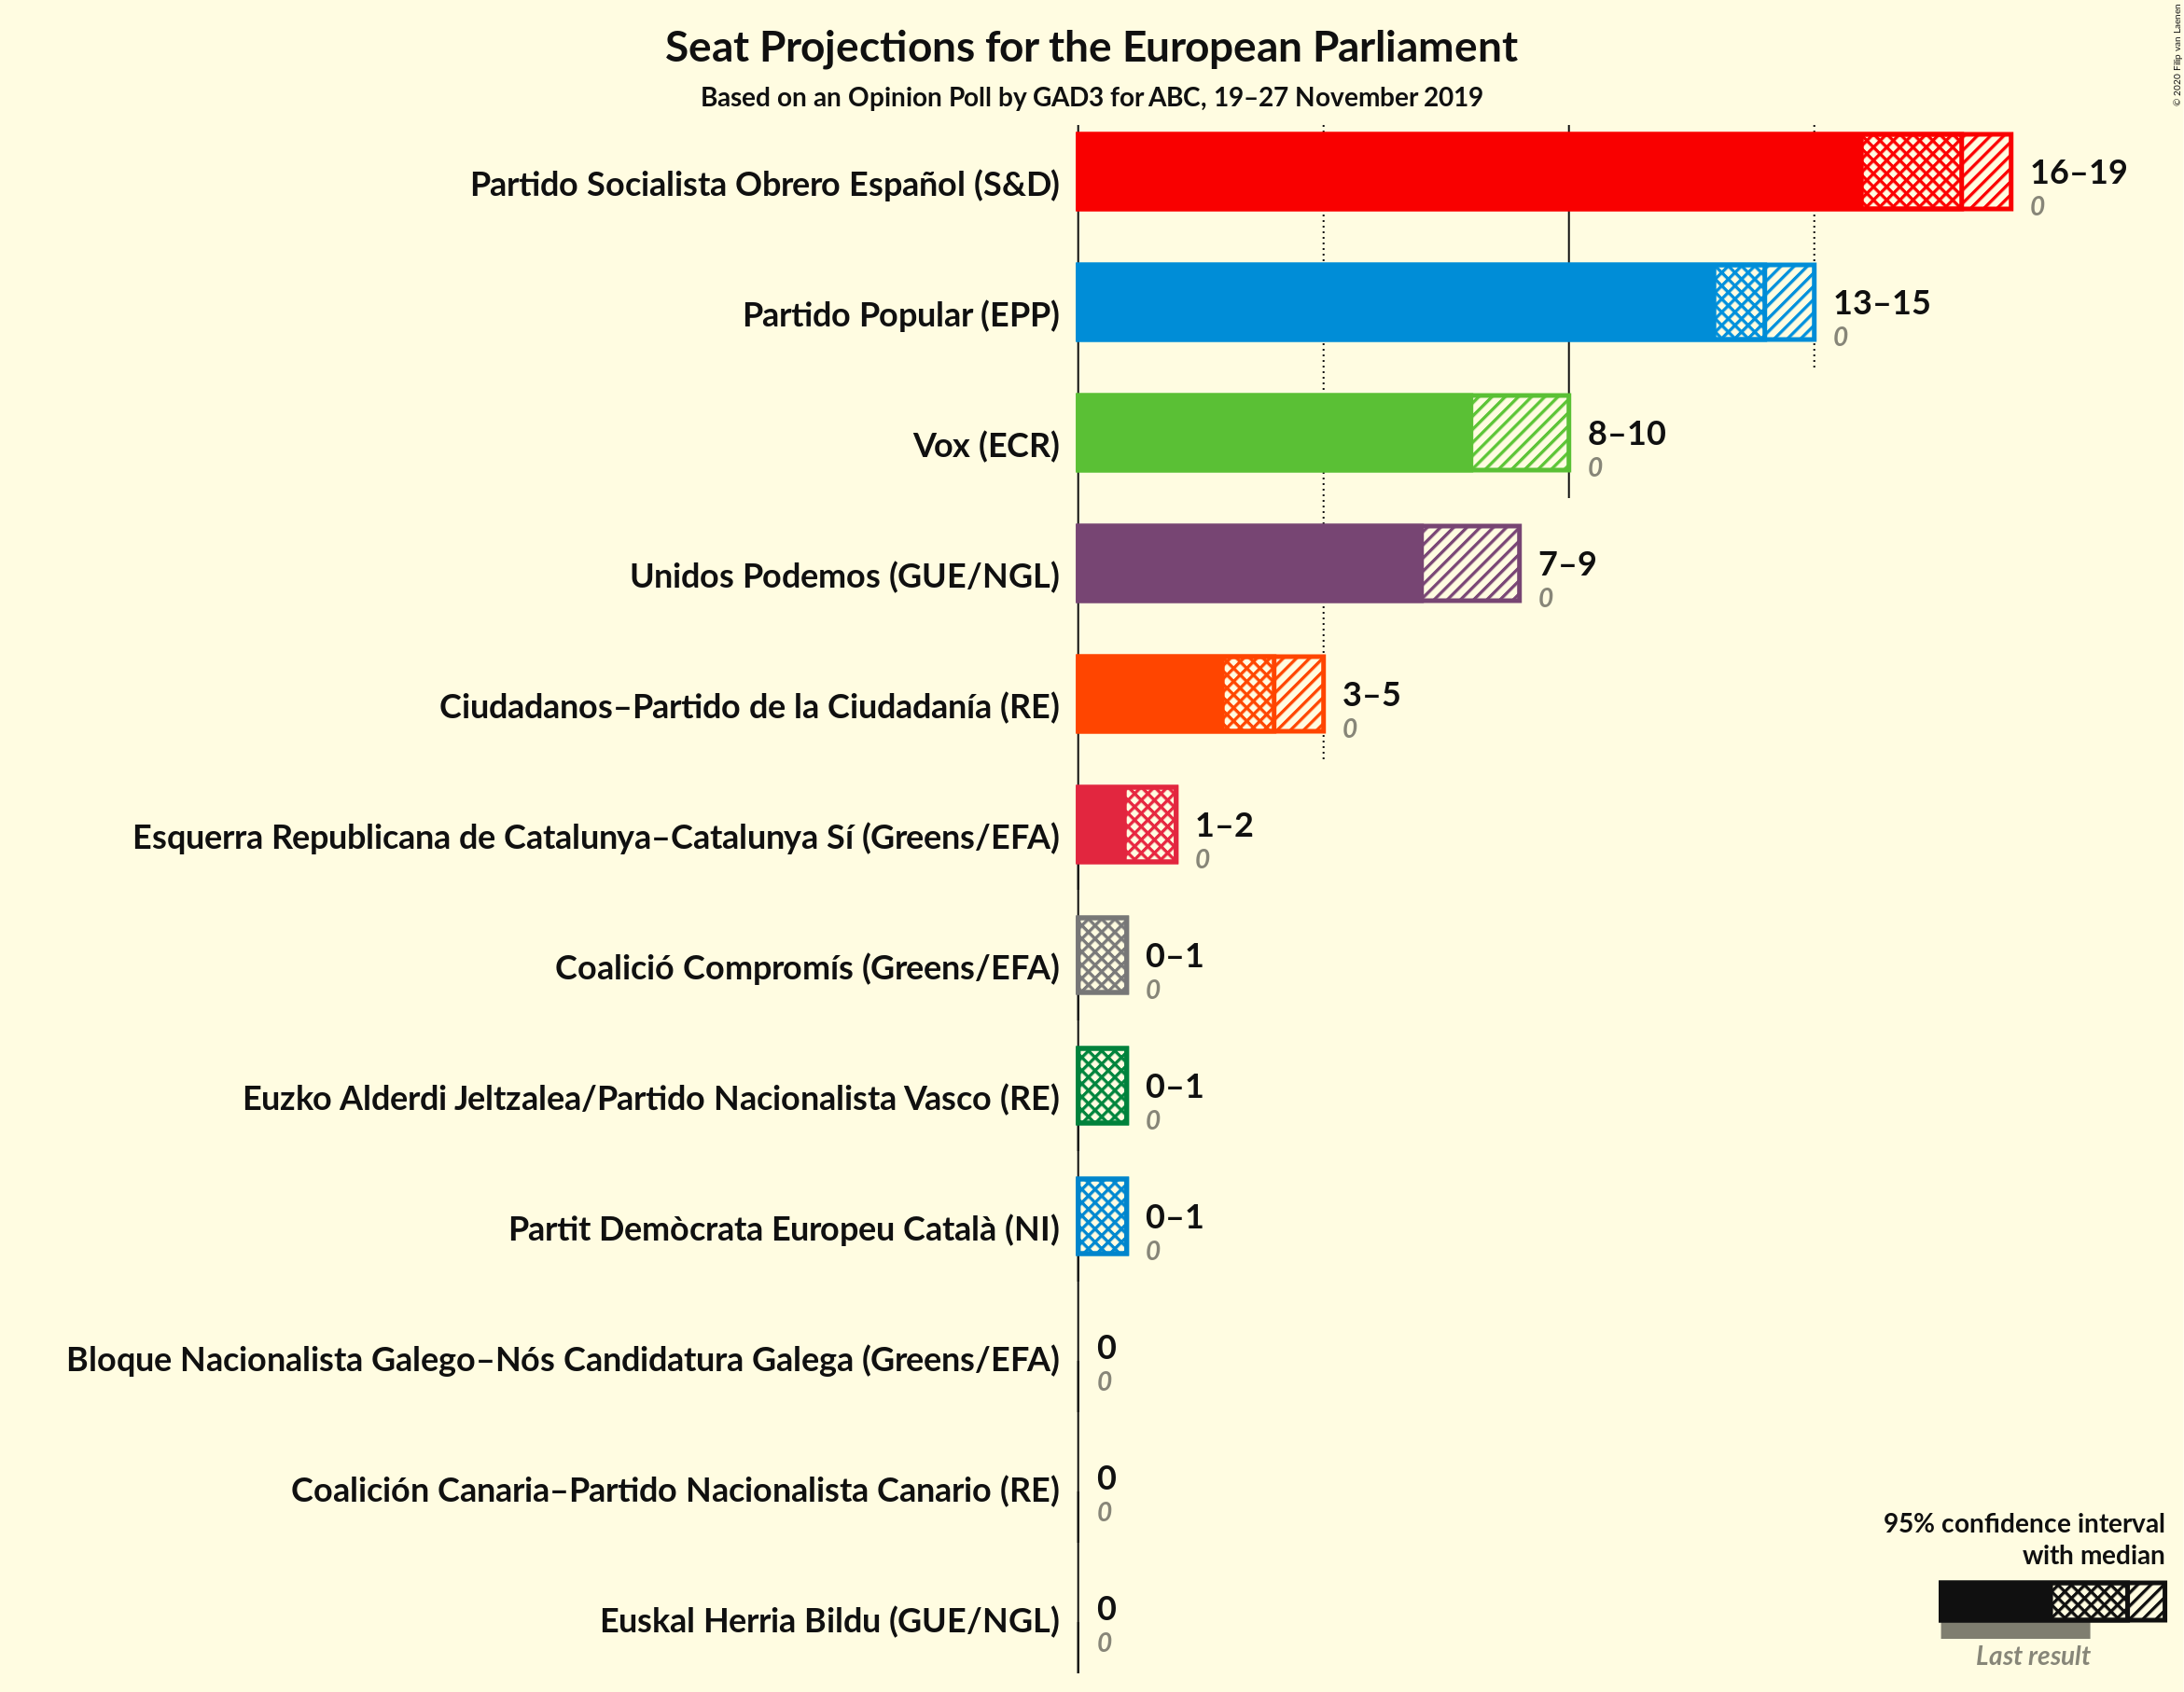 Seat Projections for the European Parliament
Based on an Opinion Poll by GAD3 for ABC, 19–27 November 2019
© 2020 Filip van Laenen
Partido Socialista Obrero Español (S&D)
16–19
0
Partido Popular (EPP)
13–15
0
Vox (ECR)
8–10
0
Unidos Podemos (GUE/NGL)
7–9
0
Ciudadanos–Partido de la Ciudadanía (RE)
3–5
0
Esquerra Republicana de Catalunya–Catalunya Sí (Greens/EFA)
1–2
0
Coalició Compromís (Greens/EFA)
0–1
0
Euzko Alderdi Jeltzalea/Partido Nacionalista Vasco (RE)
0–1
0
Partit Demòcrata Europeu Català (NI)
0–1
0
Bloque Nacionalista Galego–Nós Candidatura Galega (Greens/EFA)
0
0
Coalición Canaria–Partido Nacionalista Canario (RE)
0
0
Euskal Herria Bildu (GUE/NGL)
0
0
95% confidence interval
with median
Last result